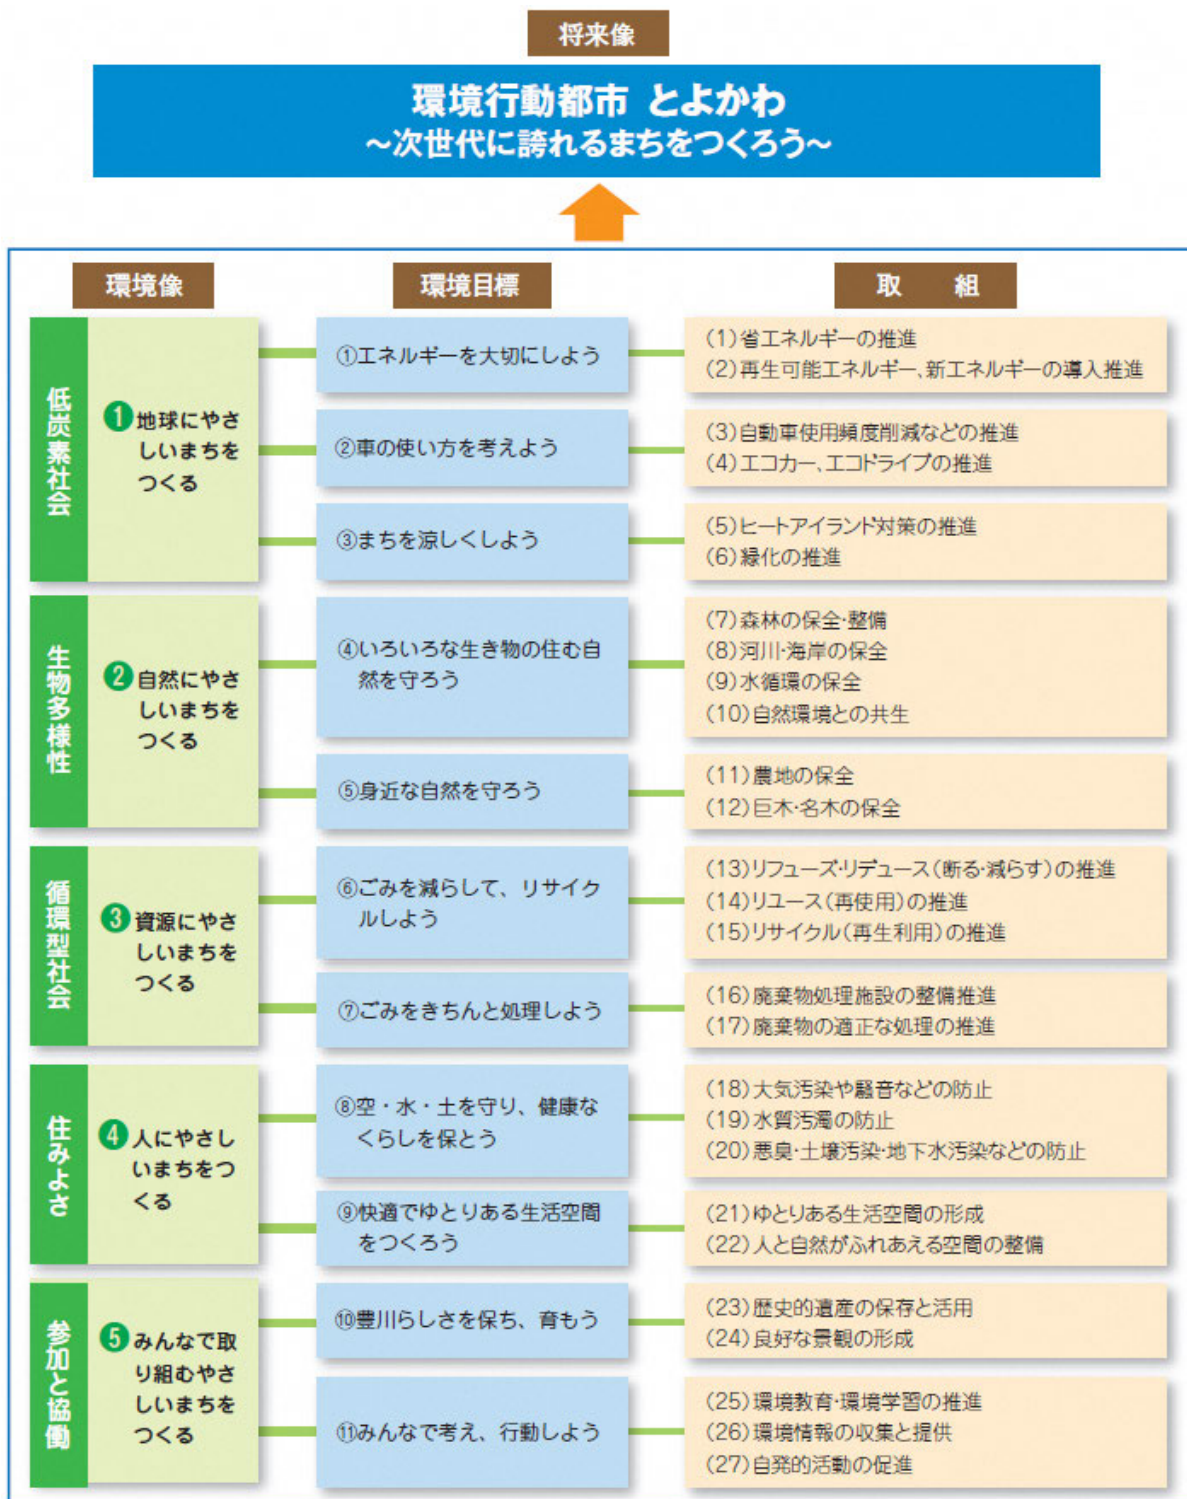 将来像
環境行動都市 とよかわ
～次世代に誇れるまちをつくろう～
環境像
環境目標
取 組
低炭素社会
❶地球にやさ
しいまちを
つくる
①エネルギーを大切にしよう
(1)省エネルギーの推進
(2)再生可能エネルギー、新エネルギーの導入推進
②車の使い方を考えよう
(3)自動車使用頻度削減などの推進
(4)エコカー、エコドライブの推進
③まちを涼しくしよう
(5)ヒートアイランド対策の推進
(6)緑化の推進
生物多様性
❷自然にやさ
しいまちを
つくる
④いろいろな生き物の住む自
然を守ろう
(7)森林の保全・整備
(8)河川・海岸の保全
(9)水循環の保全
(10)自然環境との共生
⑤身近な自然を守ろう
(11)農地の保全
(12)巨木・名木の保全
循環型社会
❸資源にやさ
しいまちを
つくる
⑥ごみを減らして、リサイク
ルしよう
(13)リフューズ・リデュース(断る・減らす)の推進
(14)リユース(再使用)の推進
(15)リサイクル(再生利用)の推進
⑦ごみをきちんと処理しよう
(16)廃棄物処理施設の整備推進
(17)廃棄物の適正な処理の推進
住みよさ
❹人にやさし
いまちをつ
くる
⑧空・水・土を守り、健康な
くらしを保とう
(18)大気汚染や騒音などの防止
(19)水質汚濁の防止
(20)悪臭・土壌汚染・地下水汚染などの防止
⑨快適でゆとりある生活空間
をつくろう
(21)ゆとりある生活空間の形成
(22)人と自然がふれあえる空間の整備
参加と協働
❺みんなで取
り組むやさ
しいまちを
つくる
⑩豊川らしさを保ち、育もう
(23)歴史的遺産の保存と活用
(24)良好な景観の形成
⑪みんなで考え、行動しよう
(25)環境教育・環境学習の推進
(26)環境情報の収集と提供
(27)自発的活動の促進